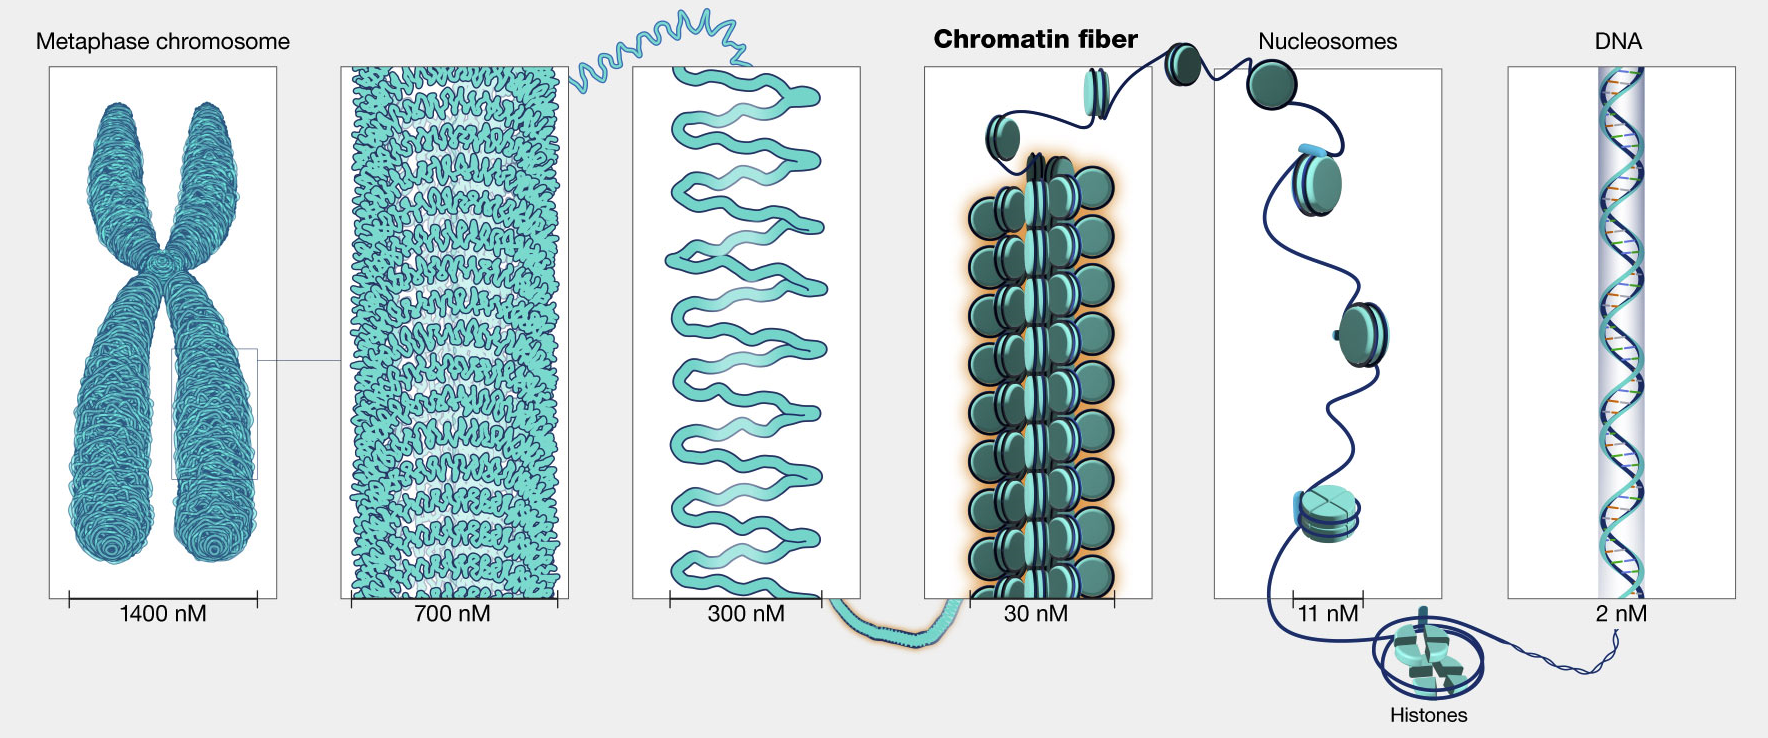 Metaphase chromosome
Chromatin fiber
Nucleosomes
DNA
1400 nM
700 nM
300 nM
30 nM
11 nM
2 nM
Histones